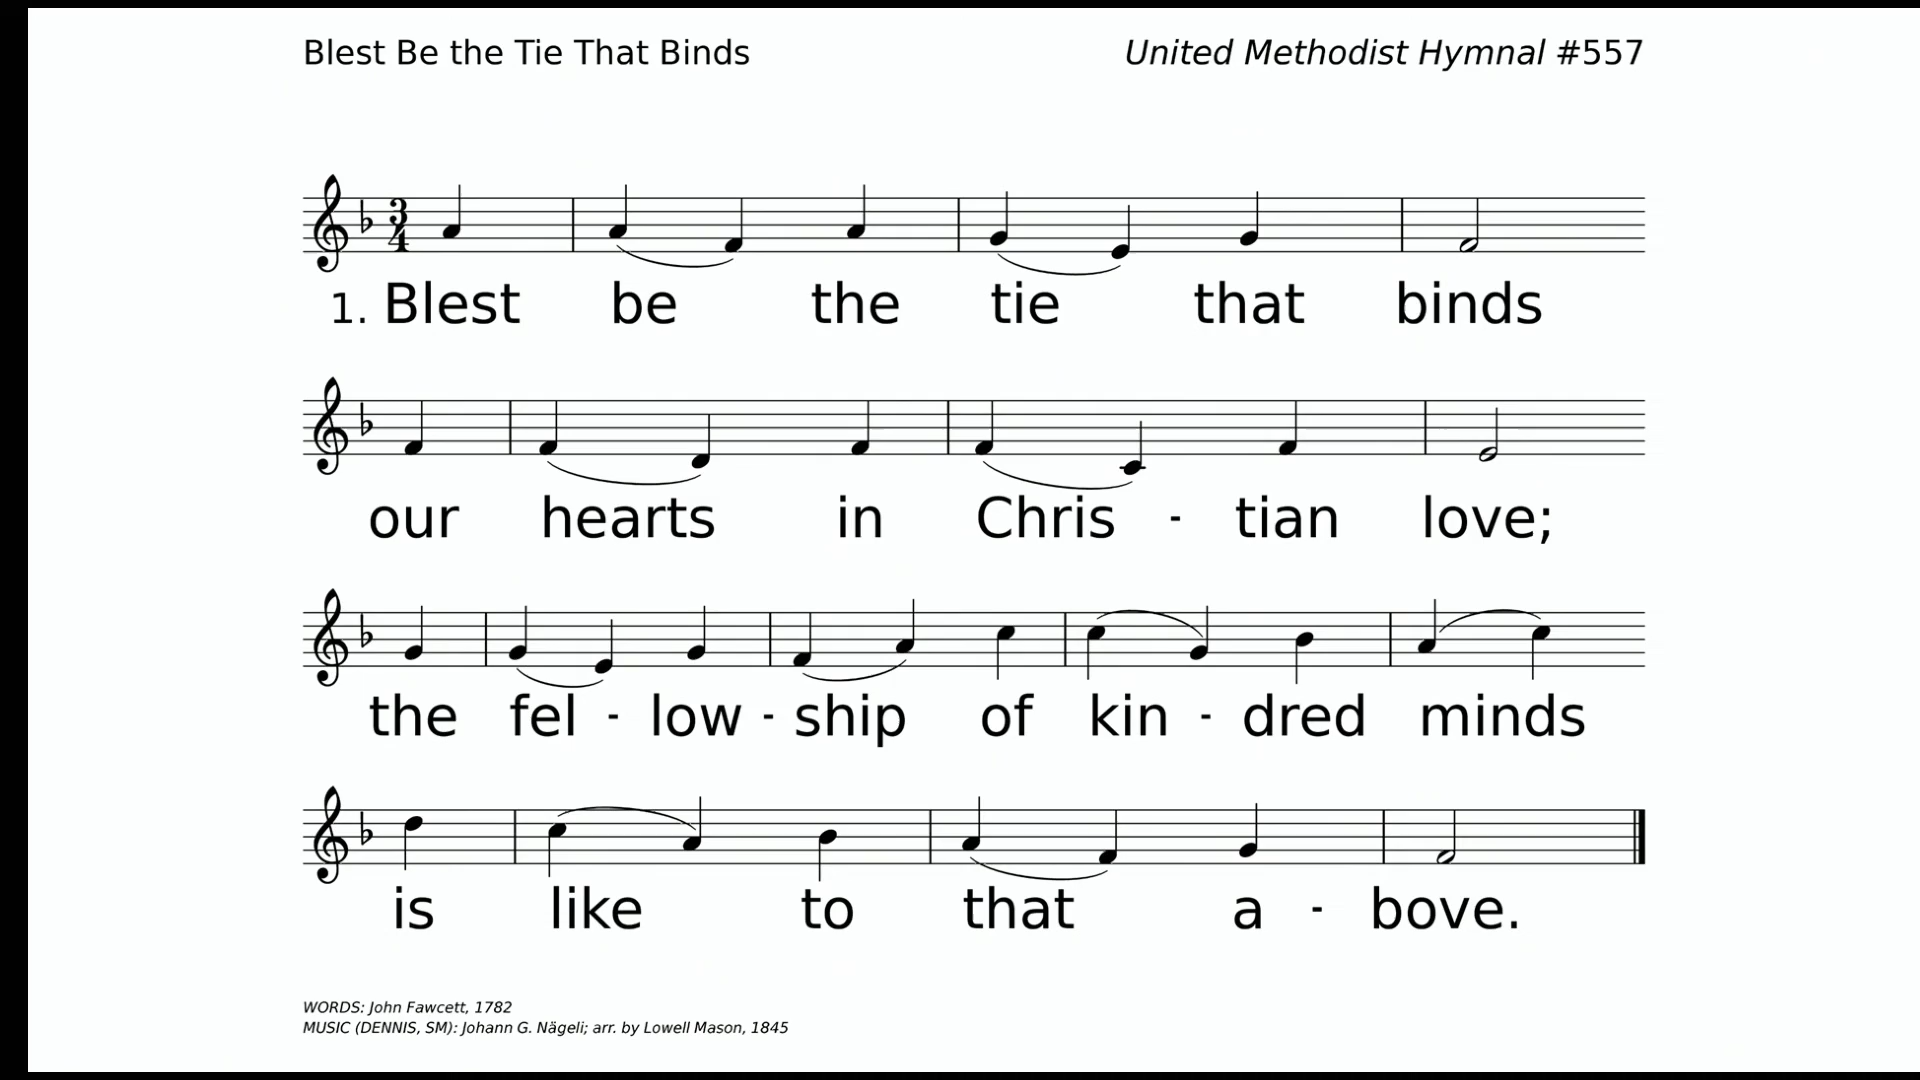 Blest Be the Tie That Binds
United Methodist Hymnal #557
1. Blest be the tie that binds
our hearts in Chris - tian love;
the fel - low - ship of kin - dred minds
is like to that a - bove.
WORDS: John Fawcett, 1782
MUSIC (DENNIS, SM): Johann G. Nägeli; arr. by Lowell Mason, 1845